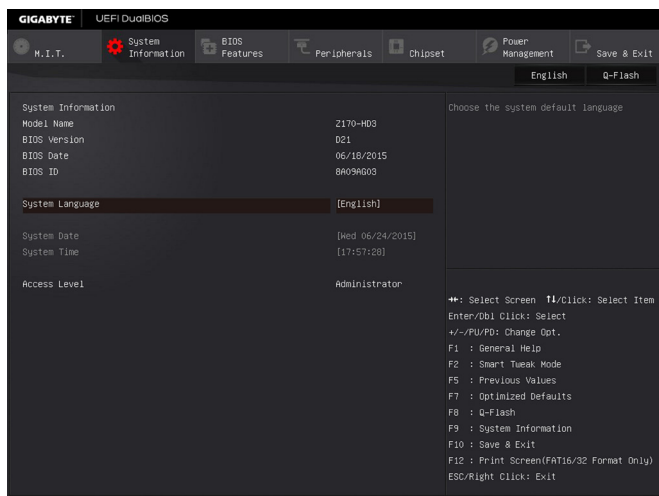 GIGABYTE™ UEFI DualBIOS
M.I.T. System Information BIOS Features Peripherals Chipset Power Management Save & Exit
English Q-Flash
System Information
Model Name Z170-HD3
BIOS Version D21
BIOS Date 06/18/2015
BIOS ID 8A09AG03
System Language [English]
System Date [Wed 06/24/2015]
System Time [17:57:28]
Access Level Administrator
Choose the system default language
→←: Select Screen ↑↓/Click: Select Item
Enter/Dbl Click: Select
+/-/PU/PD: Change Opt.
F1 : General Help
F2 : Smart Tweak Mode
F5 : Previous Values
F7 : Optimized Defaults
F8 : Q-Flash
F9 : System Information
F10 : Save & Exit
F12 : Print Screen(FAT16/32 Format Only)
ESC/Right Click: Exit